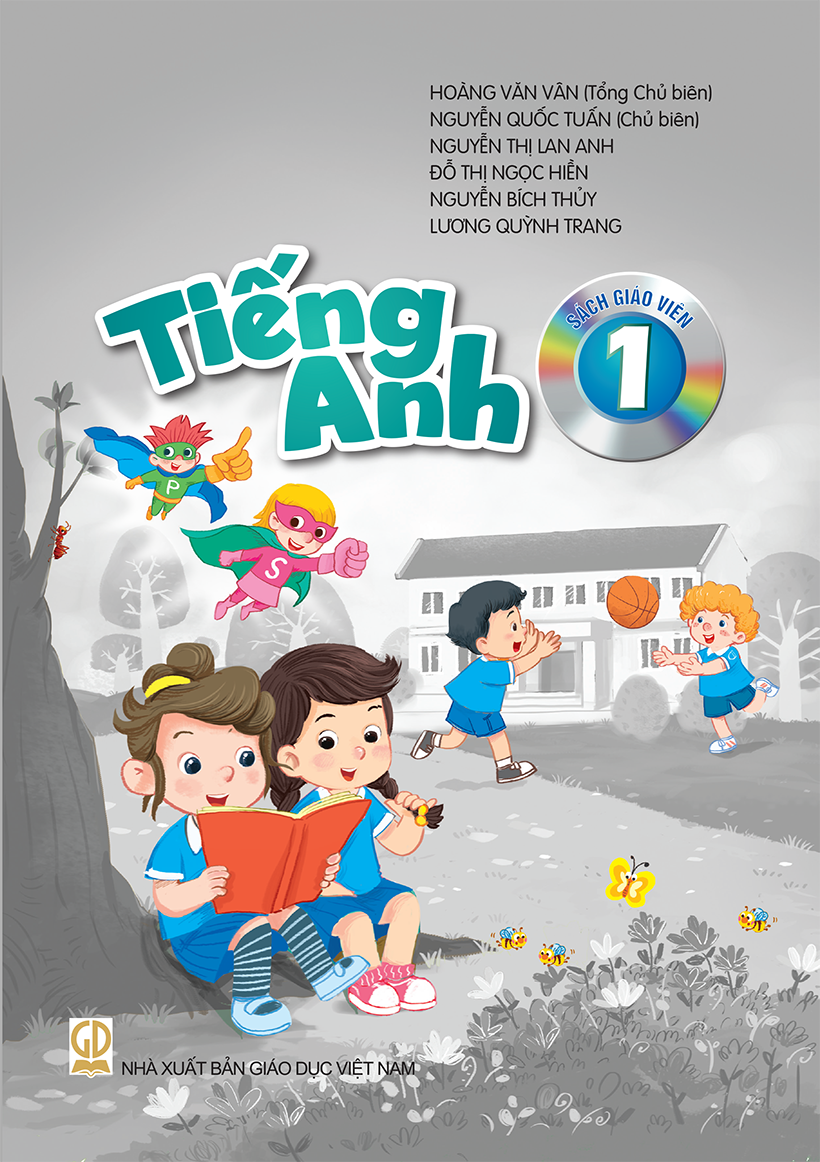 HOÀNG VĂN VÂN (Tổng Chủ biên)
NGUYỄN QUỐC TUẤN (Chủ biên)
NGUYỄN THỊ LAN ANH
ĐỖ THỊ NGỌC HIỀN
NGUYỄN BÍCH THỦY
LƯƠNG QUỲNH TRANG
Tiếng
Anh
SÁCH GIÁO VIÊN
1
P
S
GD
NHÀ XUẤT BẢN GIÁO DỤC VIỆT NAM